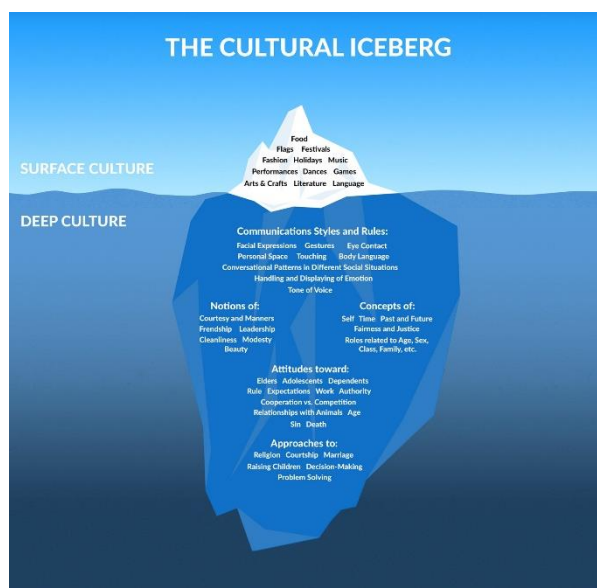 THE CULTURAL ICEBERG
Food
Flags Festivals
Fashion Holidays Music
Performances Dances Games
Arts & Crafts Literature Language
SURFACE CULTURE
DEEP CULTURE
Communications Styles and Rules:
Facial Expressions Gestures Eye Contact
Personal Space Touching Body Language
Conversational Patterns in Different Social Situations
Handling and Displaying of Emotion
Tone of Voice
Notions of:
Courtesy and Manners
Frendship Leadership
Cleanliness Modesty
Beauty
Concepts of:
Self Time Past and Future
Fairness and Justice
Roles related to Age, Sex,
Class, Family, etc.
Attitudes toward:
Elders Adolescents Dependents
Rule Expectations Work Authority
Cooperation vs. Competition
Relationships with Animals Age
Sin Death
Approaches to:
Religion Courtship Marriage
Raising Children Decision-Making
Problem Solving